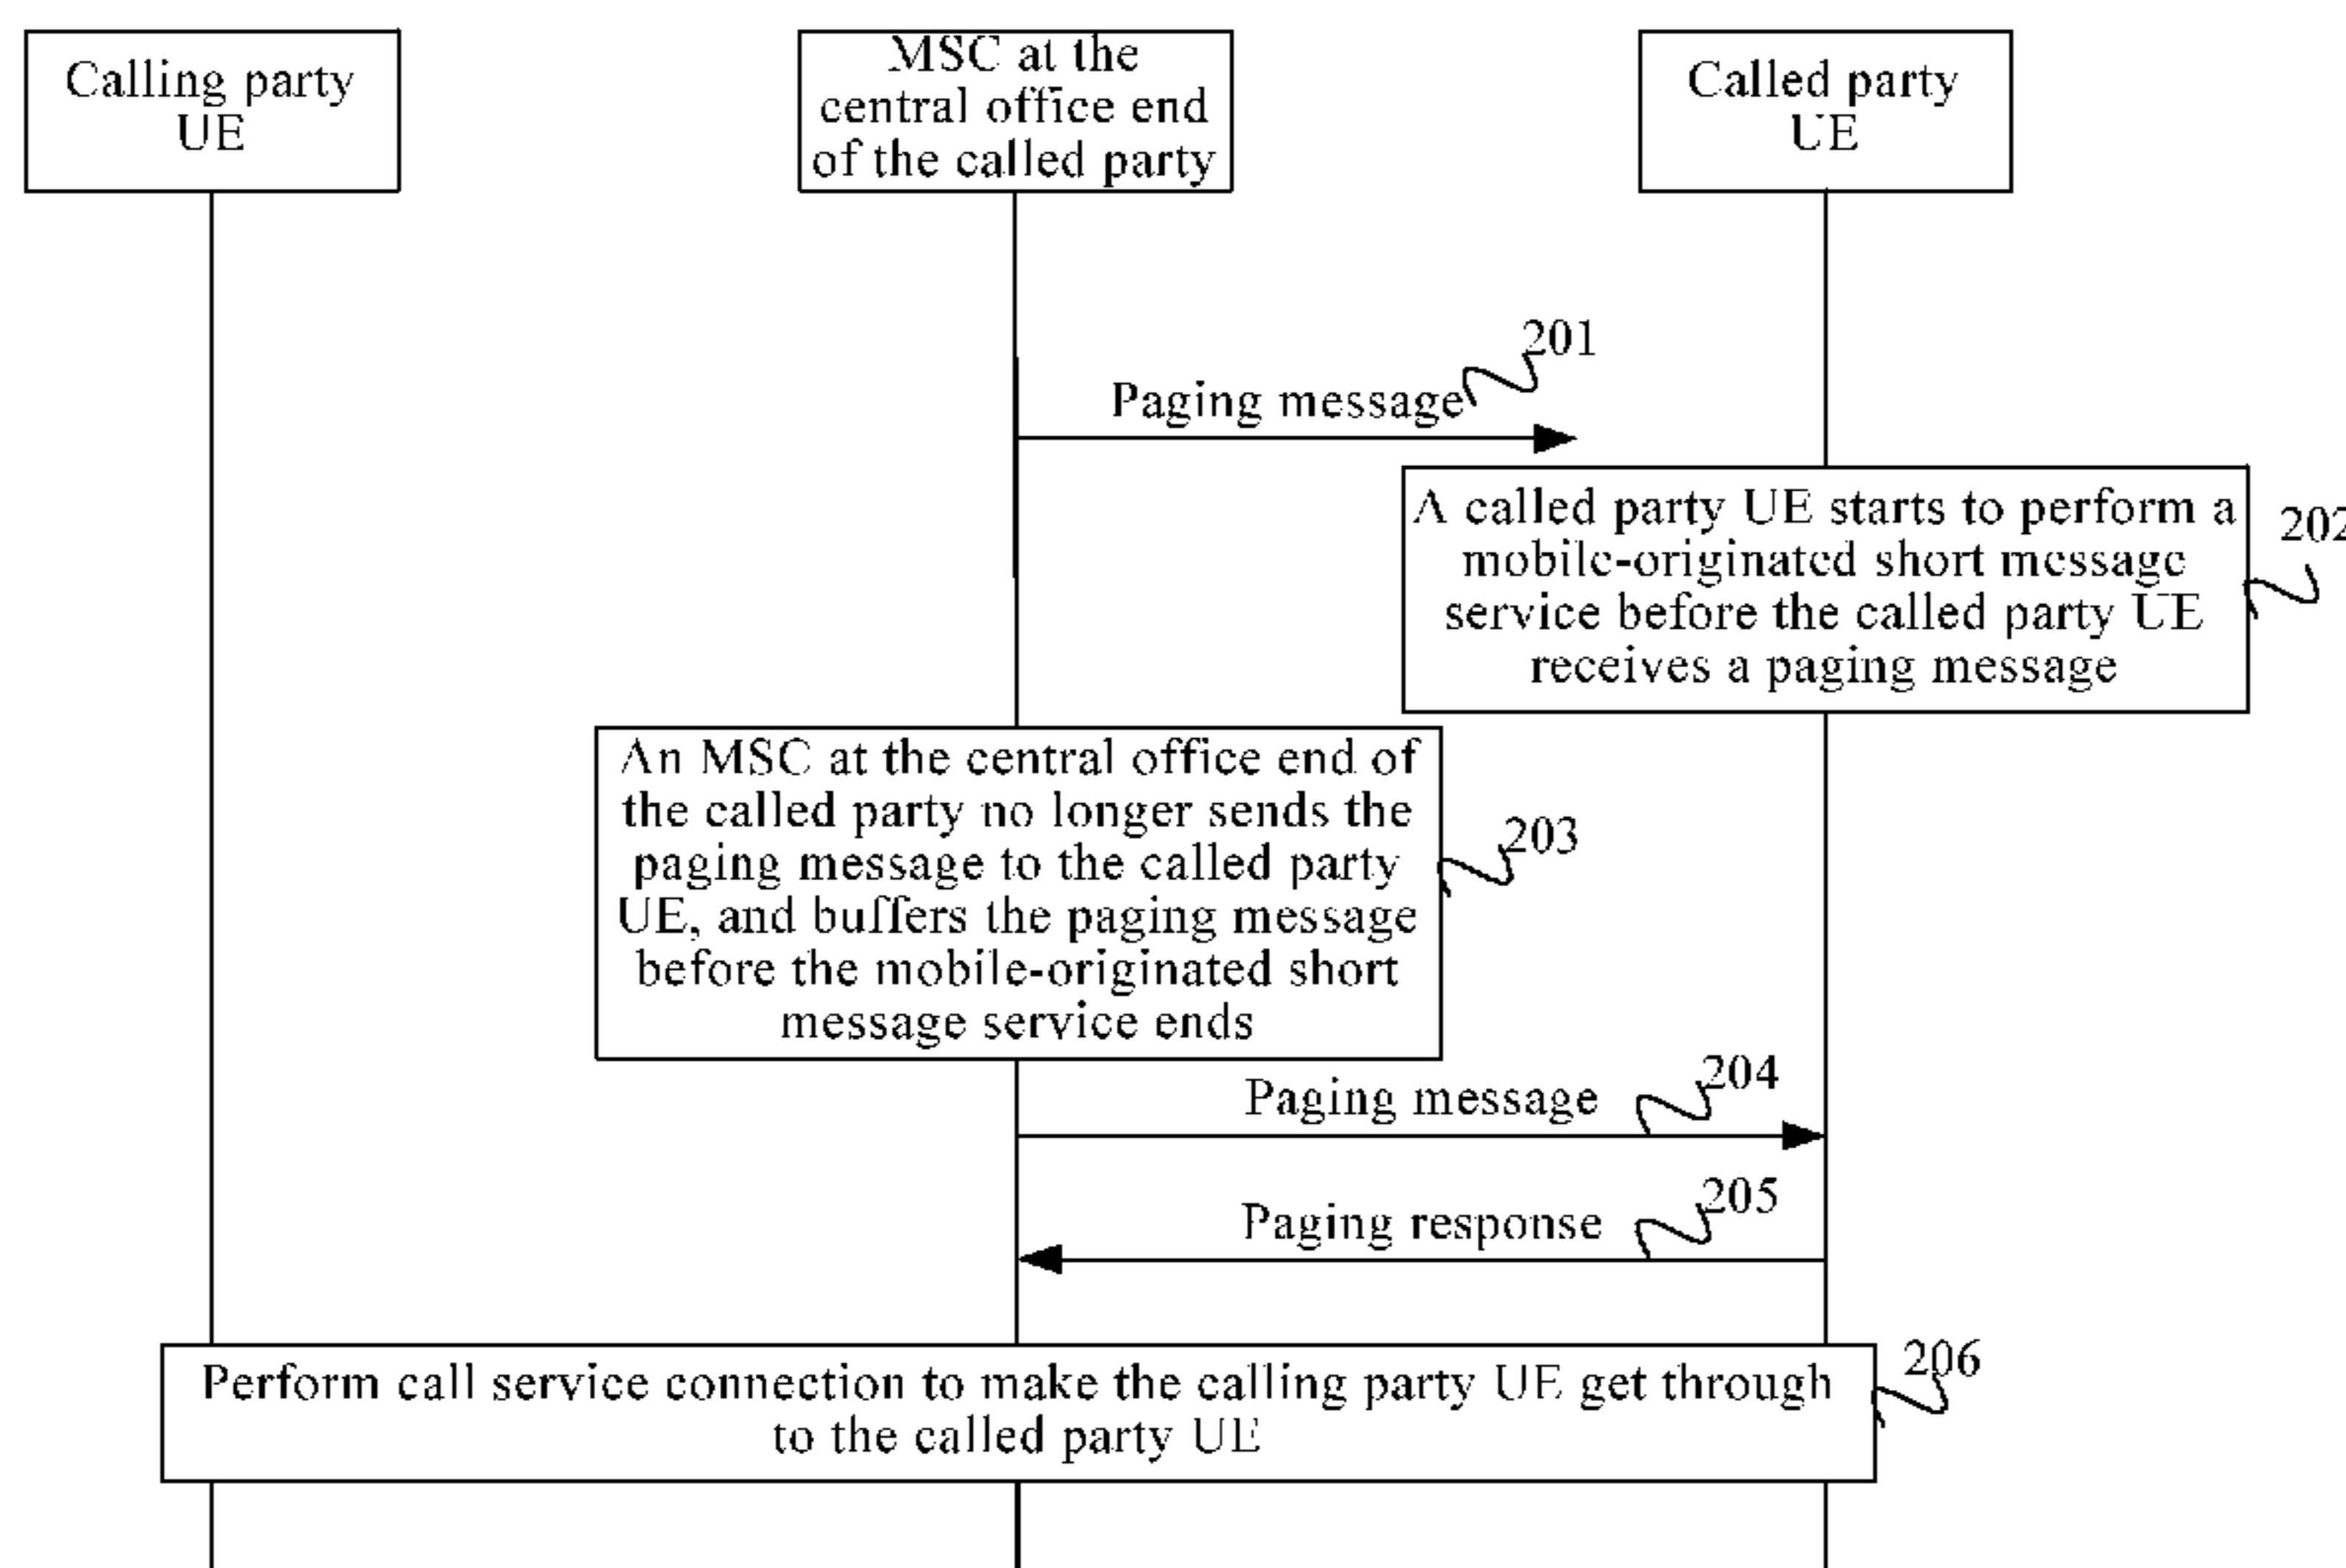 Calling party
UE
MSC at the
central office end
of the called party
Called party
UE
201
Paging message
A called party UE starts to perform a
mobile-originated short message
service before the called party UE
receives a paging message
202
An MSC at the central office end of
the called party no longer sends the
paging message to the called party
UE, and buffers the paging message
before the mobile-originated short
message service ends
203
Paging message
204
Paging response
205
Perform call service connection to make the calling party UE get through
to the called party UE
206